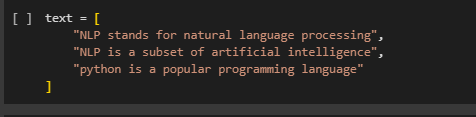 [ ] text = [
"NLP stands for natural language processing",
"NLP is a subset of artificial intelligence",
"python is a popular programming language"
]